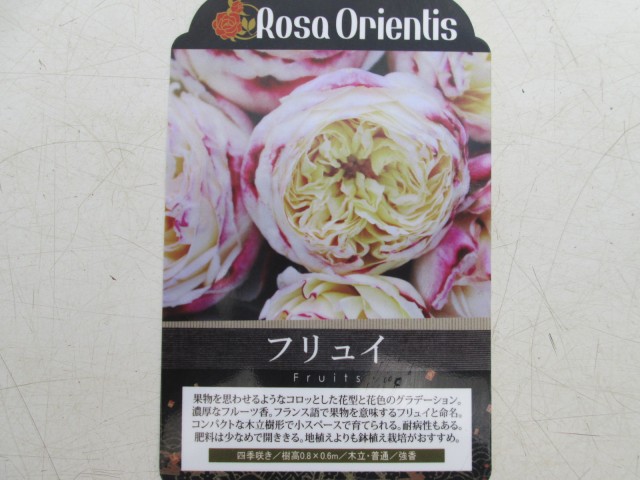 Rosa Orientis
フリュイ
Fruits
果物を思わせるようなコロッとした花型と花色のグラデーション。
濃厚なフルーツ香。フランス語で果物を意味するフリュイと命名。
コンパクトな木立樹形で小スペースで育てられる。耐病性もある。
肥料は少なめで開ききる。地植えよりも鉢植え栽培がおすすめ。
四季咲き/樹高0.8×0.6m/木立・普通/強香